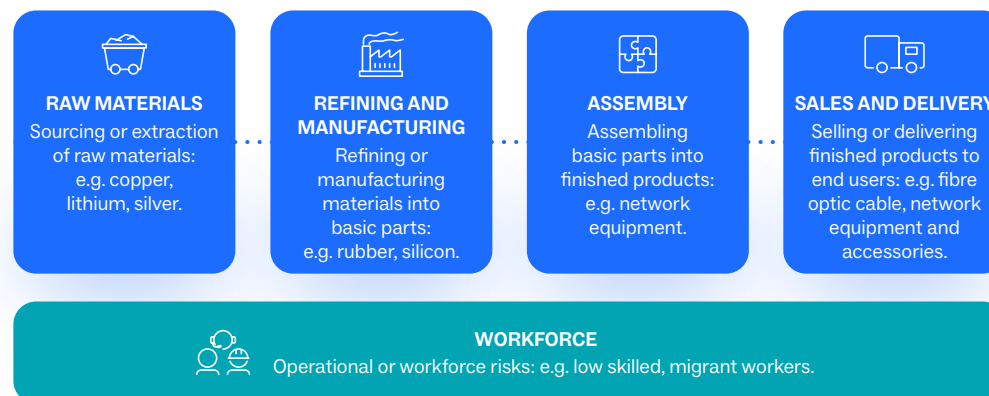 RAW MATERIALS
Sourcing or extraction
of raw materials:
e.g. copper,
lithium, silver.
REFINING AND
MANUFACTURING
Refining or
manufacturing
materials into
basic parts:
e.g. rubber, silicon.
ASSEMBLY
Assembling
basic parts into
finished products:
e.g. network
equipment.
SALES AND DELIVERY
Selling or delivering
finished products to
end users: e.g. fibre
optic cable, network
equipment and
accessories.
WORKFORCE
Operational or workforce risks: e.g. low skilled, migrant workers.